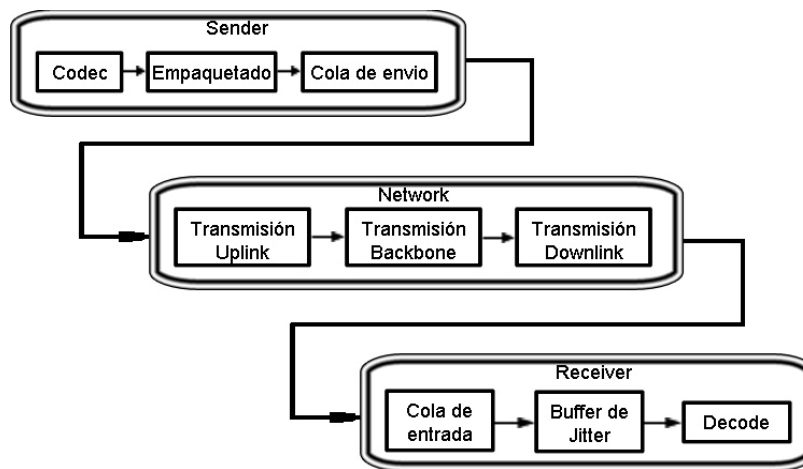 Sender
Codec
Empaquetado
Cola de envio
Network
Transmisión
Uplink
Transmisión
Backbone
Transmisión
Downlink
Receiver
Cola de
entrada
Buffer de
Jitter
Decode